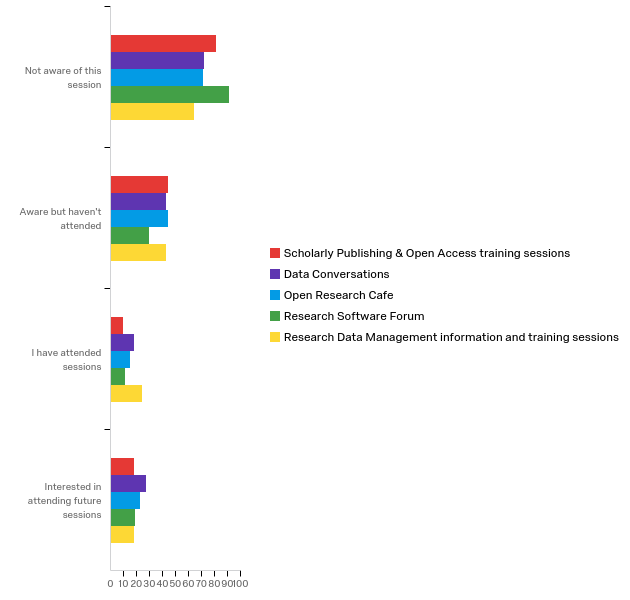 Not aware of this
session
Aware but haven't
attended
I have attended
sessions
Interested in
attending future
sessions
0 10 20 30 40 50 60 70 80 90 100
Scholarly Publishing & Open Access training sessions
Data Conversations
Open Research Cafe
Research Software Forum
Research Data Management information and training sessions